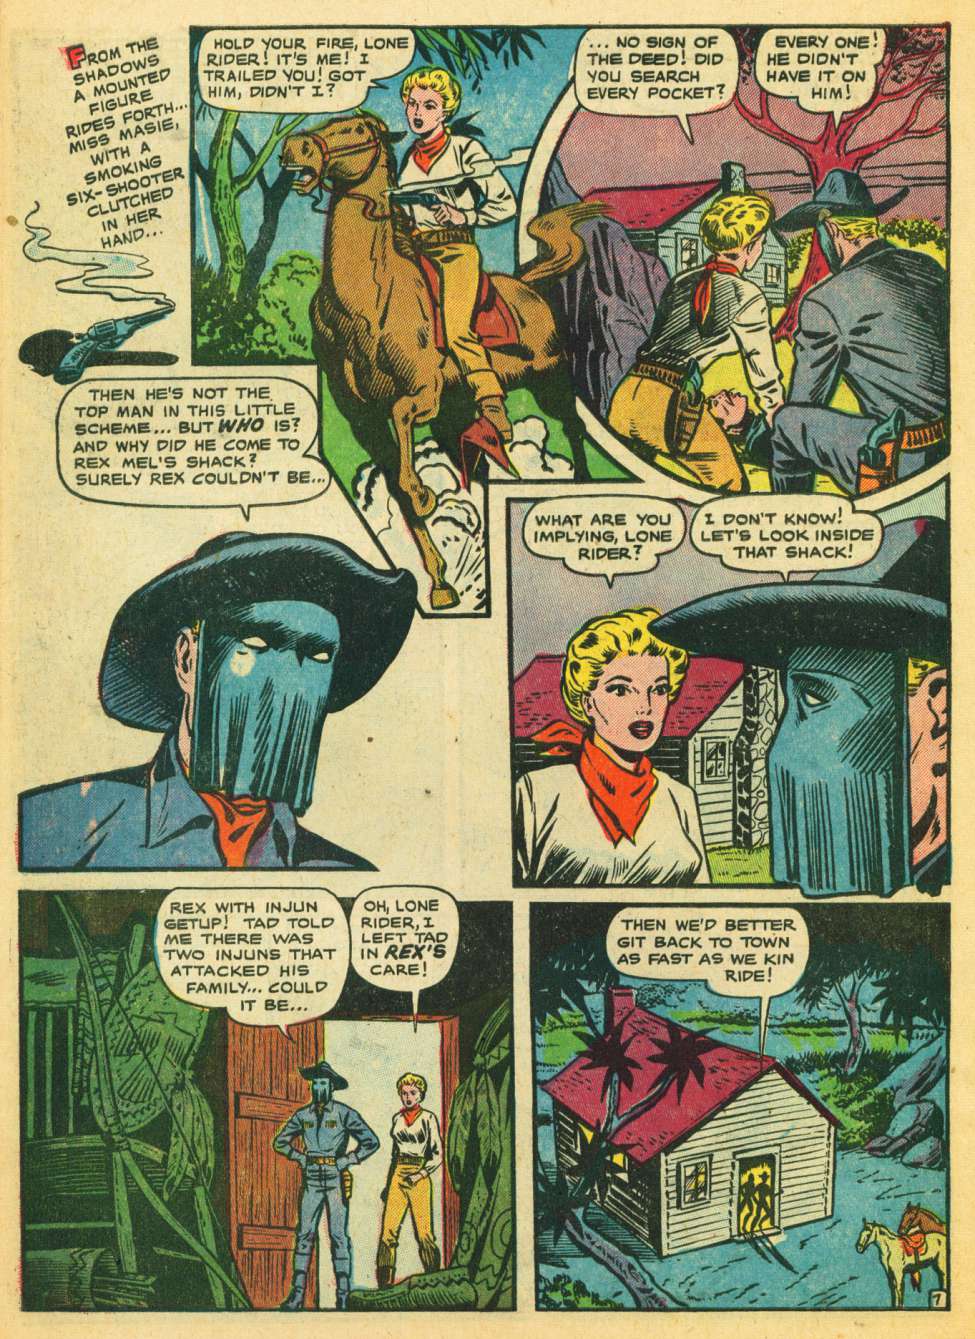 FROM THE
SHADOWS
A MOUNTED
FIGURE
RIDES FORTH...
MISS MASIE,
WITH A
SMOKING
SIX-SHOOTER
CLUTCHED
IN HER
HAND...
HOLD YOUR FIRE, LONE
RIDER! IT'S ME! I
TRAILED YOU! GOT
HIM, DIDN'T I?
... NO SIGN OF
THE DEED! DID
YOU SEARCH
EVERY POCKET?
EVERY ONE!
HE DIDN'T
HAVE IT ON
HIM!
THEN HE'S NOT THE
TOP MAN IN THIS LITTLE
SCHEME... BUT WHO IS?
AND WHY DID HE COME TO
REX MEL'S SHACK?
SURELY REX COULDN'T BE...
WHAT ARE YOU
IMPLYING, LONE
RIDER?
I DON'T KNOW!
LET'S LOOK INSIDE
THAT SHACK!
REX WITH INJUN
GETUP! TAD TOLD
ME THERE WAS
TWO INJUNS THAT
ATTACKED HIS
FAMILY... COULD
IT BE...
OH, LONE
RIDER, I
LEFT TAD
IN REX'S
CARE!
THEN WE'D BETTER
GIT BACK TO TOWN
AS FAST AS WE KIN
RIDE!
7